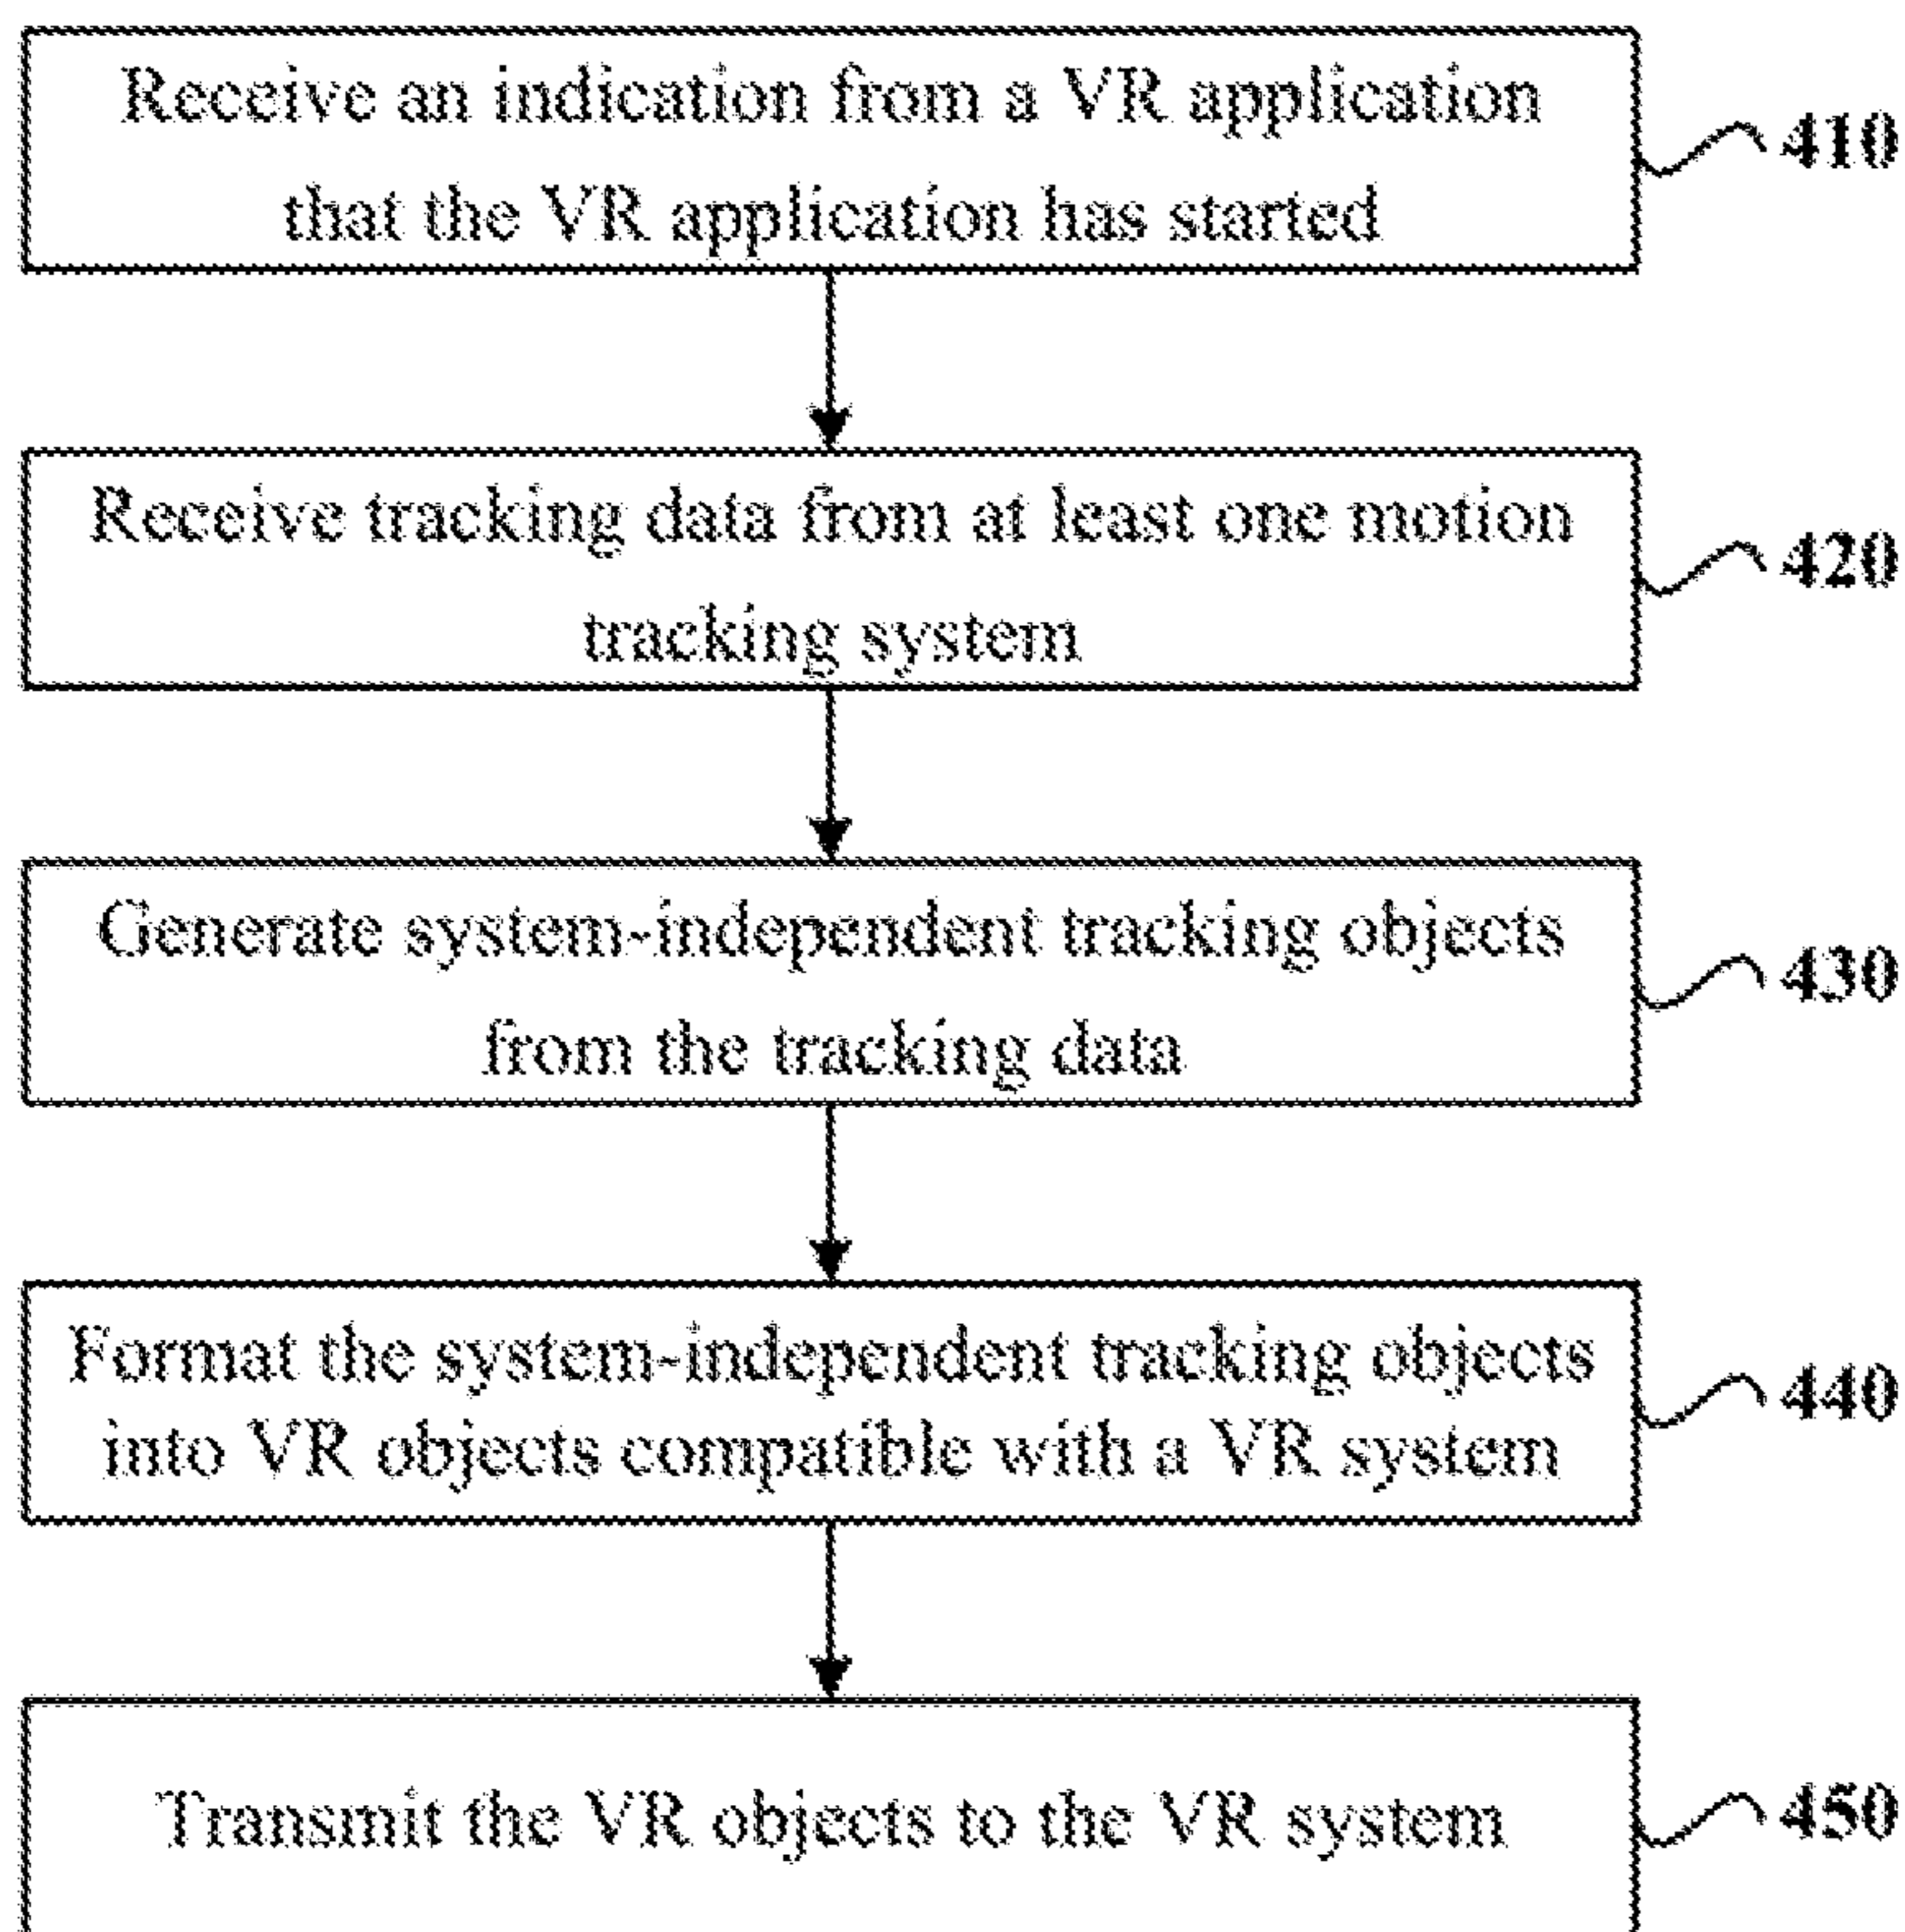 Receive an indication from a VR application
that the VR application has started
410
Receive tracking data from at least one motion
tracking system
420
Generate system-independent tracking objects
from the tracking data
430
Format the system-independent tracking objects
into VR objects compatible with a VR system
440
Transmit the VR objects to the VR system
450